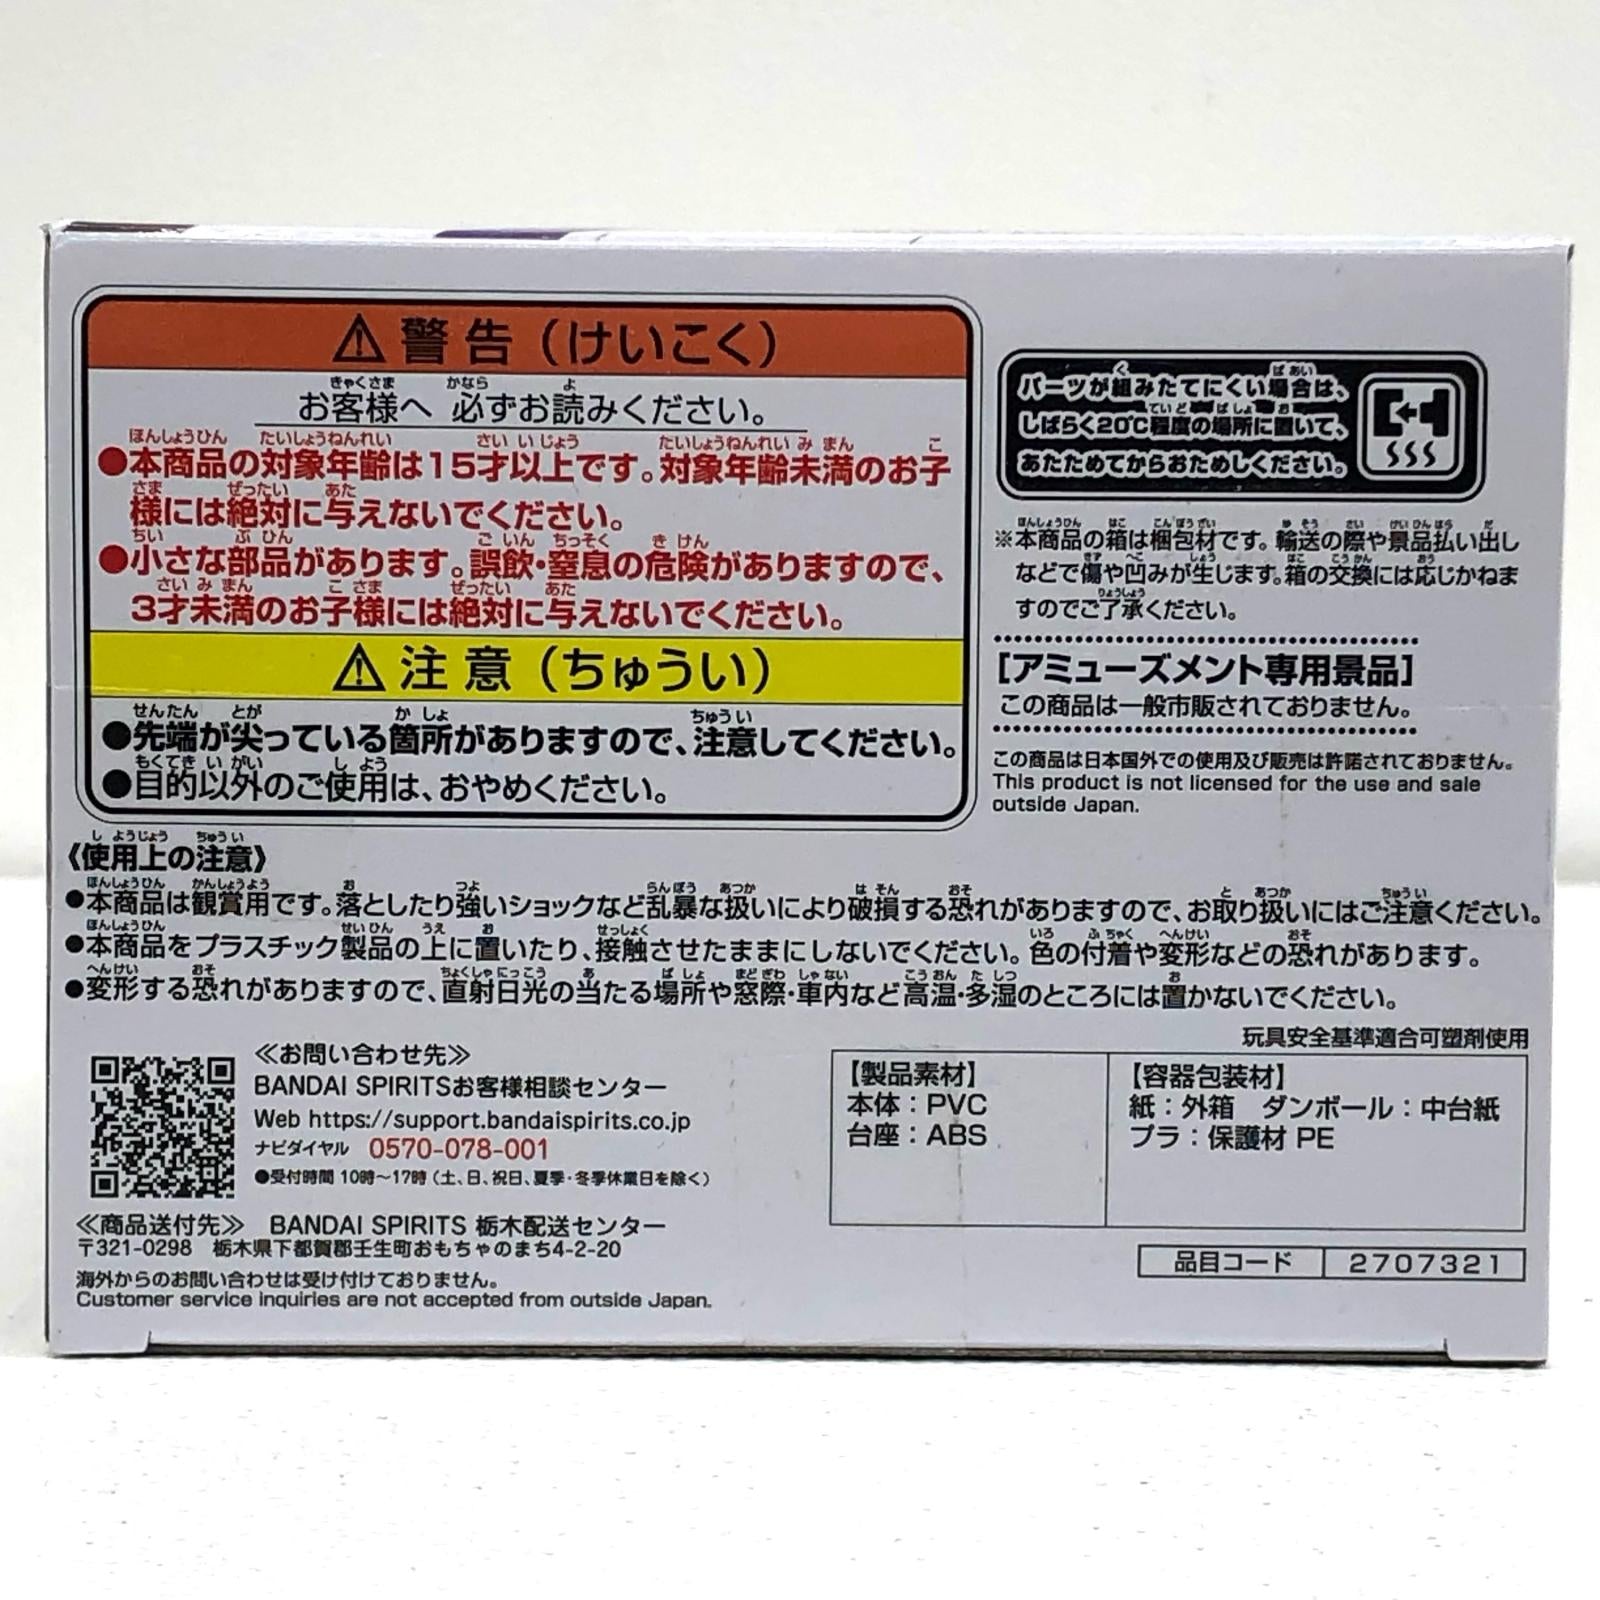 ⚠警告(けいこく)
お客様へ 必ずお読みください。
●本商品の対象年齢は15才以上です。対象年齢未満のお子
様には絶対に与えないでください。
●小さな部品があります。誤飲・窒息の危険がありますので、
3才未満のお子様には絶対に与えないでください。
⚠注意(ちゅうい)
●先端が尖っている箇所がありますので、注意してください。
●目的以外のご使用は、おやめください。
パーツが組みたてにくい場合は、
しばらく20℃程度の場所に置いて、
あたためてからおためしください。
※本商品の箱は梱包材です。輸送の際や景品払い出し
などで傷や凹みが生じます。箱の交換には応じかねま
すのでご了承ください。
[アミューズメント専用景品]
この商品は一般市販されておりません。
この商品は日本国外での使用及び販売は許諾されておりません。
This product is not licensed for the use and sale
outside Japan.
《使用上の注意》
●本商品は観賞用です。落としたり強いショックなど乱暴な扱いにより破損する恐れがありますので、お取り扱いにはご注意ください。
●本商品をプラスチック製品の上に置いたり、接触させたままにしないでください。色の付着や変形などの恐れがあります。
●変形する恐れがありますので、直射日光の当たる場所や窓際・車内など高温・多湿のところには置かないでください。
≪お問い合わせ先≫
BANDAI SPIRITSお客様相談センター
Web https://support.bandaispirits.co.jp
ナビダイヤル 0570-078-001
●受付時間 10時～17時(土、日、祝日、夏季・冬季休業日を除く)
≪商品送付先≫ BANDAI SPIRITS 栃木配送センター
〒321-0298 栃木県下都賀郡壬生町おもちゃのまち4-2-20
海外からのお問い合わせは受け付けておりません。
Customer service inquiries are not accepted from outside Japan.
玩具安全基準適合可塑剤使用
【製品素材】
本体：PVC
台座：ABS
【容器包装材】
紙：外箱 ダンボール：中台紙
プラ：保護材 PE
品目コード 2707321